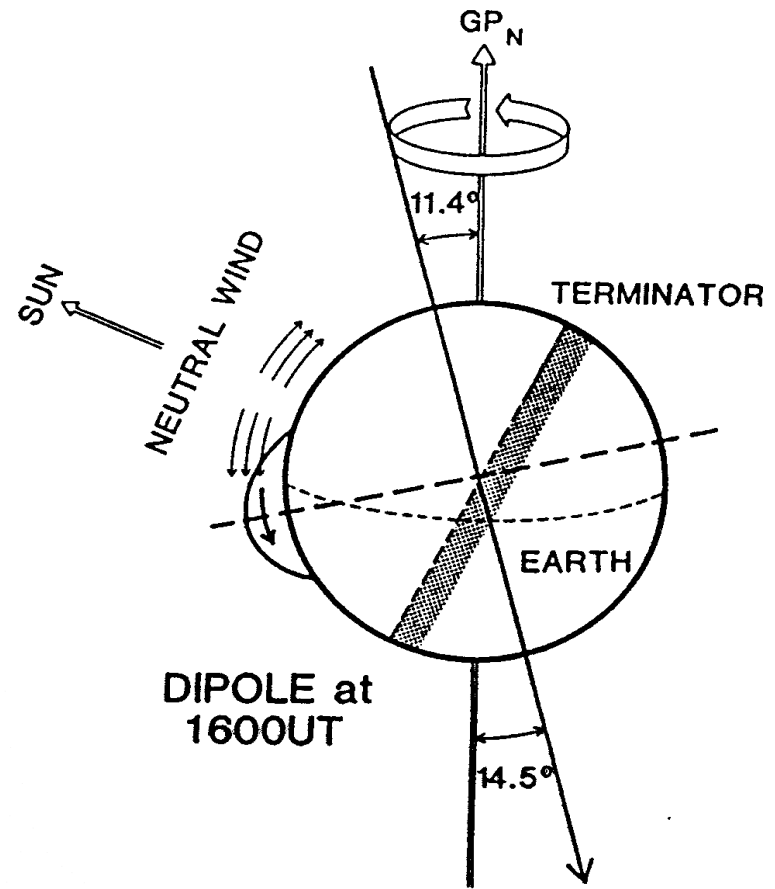 GP_N
11.4°
SUN
NEUTRAL WIND
TERMINATOR
EARTH
DIPOLE at
1600UT
14.5°